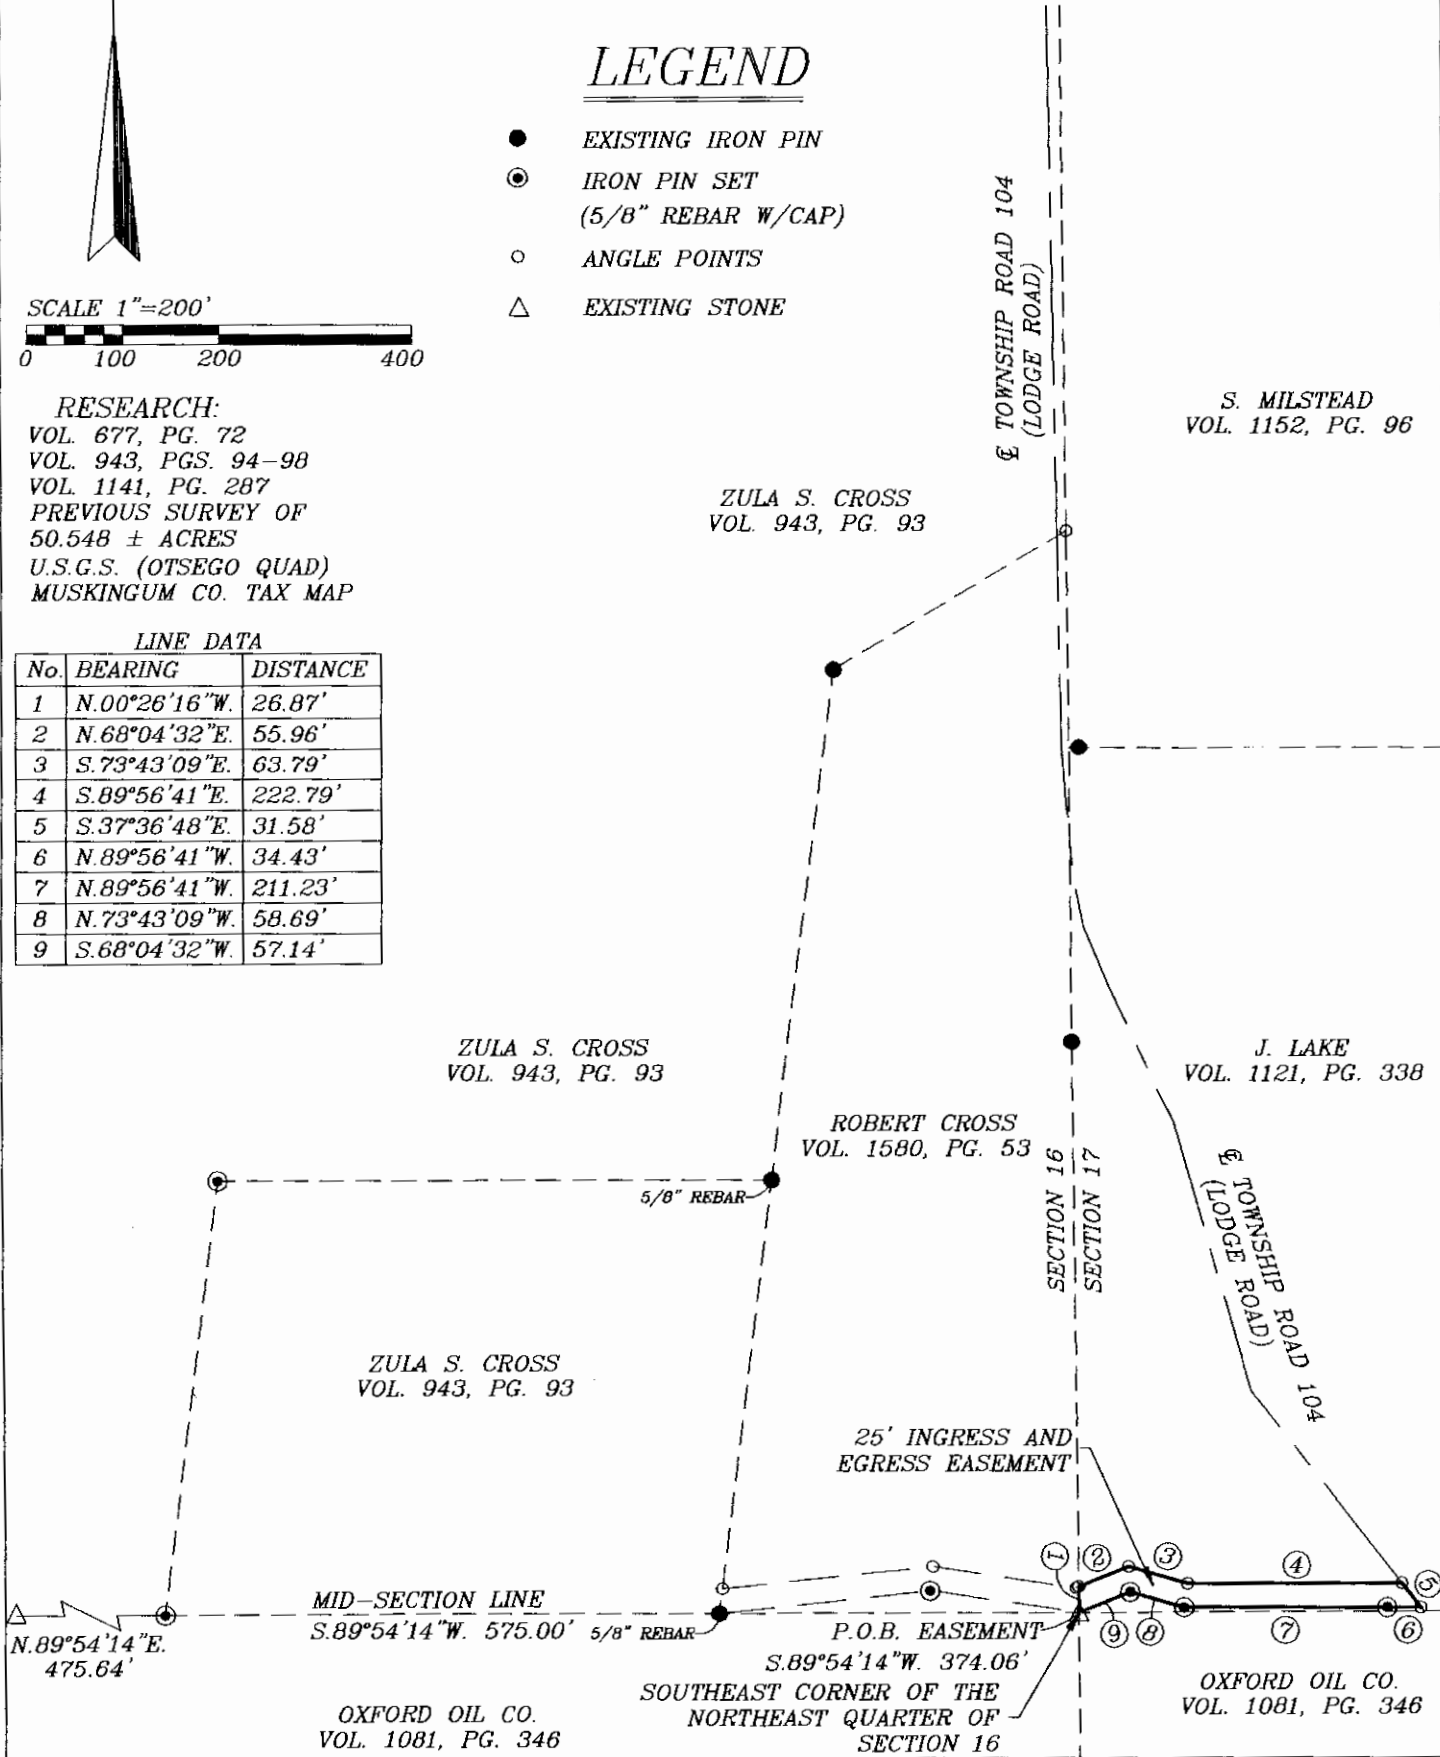 LEGEND
EXISTING IRON PIN
IRON PIN SET
(5/8" REBAR W/CAP)
ANGLE POINTS
EXISTING STONE
SCALE 1"=200'
0 100 200 400
RESEARCH:
VOL. 677, PG. 72
VOL. 943, PGS. 94-98
VOL. 1141, PG. 287
PREVIOUS SURVEY OF
50.548 ± ACRES
U.S.G.S. (OTSEGO QUAD)
MUSKINGUM CO. TAX MAP
LINE DATA
No. BEARING DISTANCE
1 N.00°26'16"W. 26.87'
2 N.68°04'32"E. 55.96'
3 S.73°43'09"E. 63.79'
4 S.89°56'41"E. 222.79'
5 S.37°36'48"E. 31.58'
6 N.89°56'41"W. 34.43'
7 N.89°56'41"W. 211.23'
8 N.73°43'09"W. 58.69'
9 S.68°04'32"W. 57.14'
℄ TOWNSHIP ROAD 104
(LODGE ROAD)
S. MILSTEAD
VOL. 1152, PG. 96
ZULA S. CROSS
VOL. 943, PG. 93
ZULA S. CROSS
VOL. 943, PG. 93
J. LAKE
VOL. 1121, PG. 338
ROBERT CROSS
VOL. 1580, PG. 53
SECTION 16
SECTION 17
℄ TOWNSHIP ROAD 104
(LODGE ROAD)
5/8" REBAR
ZULA S. CROSS
VOL. 943, PG. 93
25' INGRESS AND
EGRESS EASEMENT
1 2 3 4 5
MID-SECTION LINE
S.89°54'14"W. 575.00' 5/8" REBAR
N.89°54'14"E.
475.64'
P.O.B. EASEMENT
9 8 7 6
S.89°54'14"W. 374.06'
SOUTHEAST CORNER OF THE
NORTHEAST QUARTER OF
SECTION 16
OXFORD OIL CO.
VOL. 1081, PG. 346
OXFORD OIL CO.
VOL. 1081, PG. 346